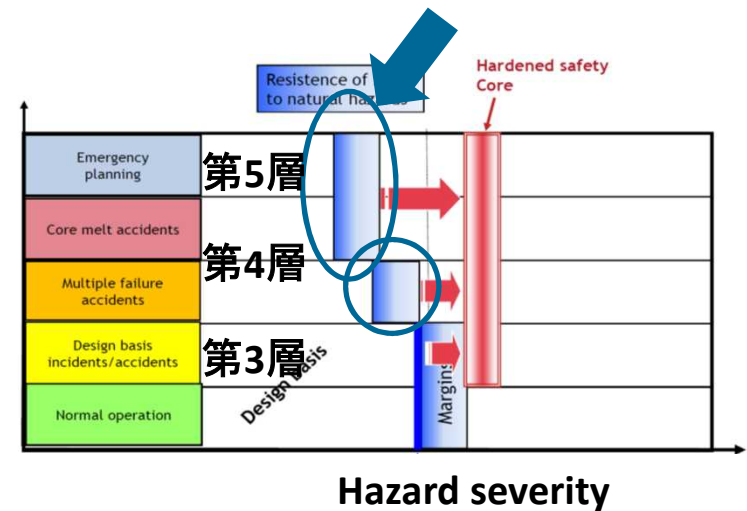 Resistence of
to natural hazards
Hardened safety
Core
Emergency
planning
第5層
Core melt accidents
第4層
Multiple failure
accidents
Design basis
incidents/accidents
第3層
Design basis
Margins
Normal operation
Hazard severity